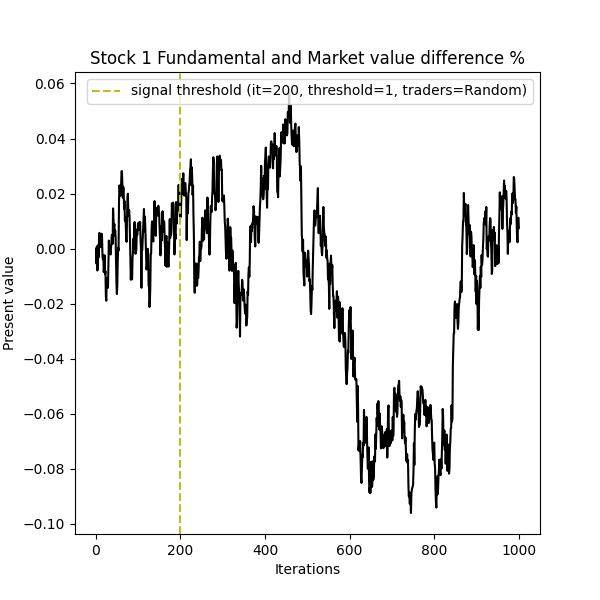 Stock 1 Fundamental and Market value difference %
signal threshold (it=200, threshold=1, traders=Random)
0.06
0.04
0.02
0.00
−0.02
−0.04
−0.06
−0.08
−0.10
Present value
0 200 400 600 800 1000
Iterations